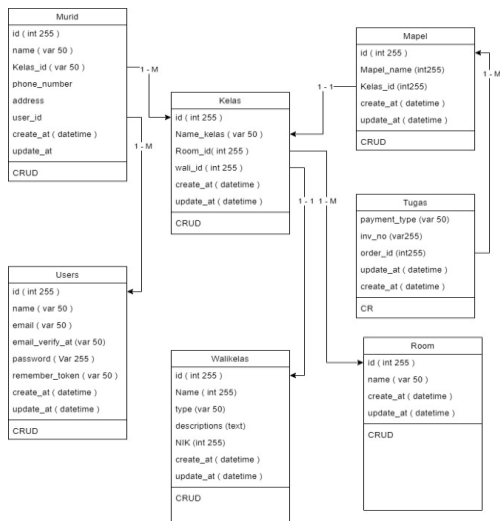 Murid
id ( int 255 )
name ( var 50 )
Kelas_id ( var 50 )
phone_number
address
user_id
create_at ( datetime )
update_at
CRUD
1 - M
1 - M
Kelas
id ( int 255 )
Name_kelas ( var 50 )
Room_id( int 255 )
wali_id ( int 255 )
create_at ( datetime )
update_at ( datetime )
CRUD
1 - 1
1 - 1
1 - M
Mapel
id ( int 255 )
Mapel_name (int255)
Kelas_id (int255)
create_at ( datetime )
update_at ( datetime )
CRUD
1 - M
Tugas
payment_type (var 50)
inv_no (var255)
order_id (int255)
update_at ( datetime )
create_at ( datetime )
CR
Users
id ( int 255 )
name ( var 50 )
email ( var 50 )
email_verify_at (var 50)
password ( Var 255 )
remember_token ( var 50 )
create_at ( datetime )
update_at ( datetime )
CRUD
Walikelas
id ( int 255 )
Name ( int 255)
type (var 50)
descriptions (text)
NIK (int 255)
create_at ( datetime )
update_at ( datetime )
CRUD
Room
id ( int 255 )
name ( var 50 )
create_at ( datetime )
update_at ( datetime )
CRUD